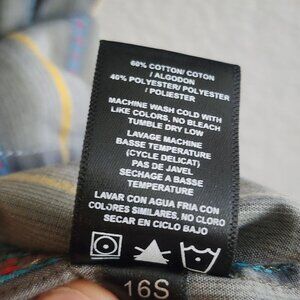 60% COTTON/ COTON
/ ALGODON
40% POLYESTER/ POLYESTER
/ POLIESTER
MACHINE WASH COLD WITH
LIKE COLORS, NO BLEACH
TUMBLE DRY LOW
LAVAGE MACHINE
BASSE TEMPERATURE
(CYCLE DELICAT)
PAS DE JAVEL
SECHAGE A BASSE
TEMPERATURE
LAVAR CON AGUA FRIA CON
COLORES SIMILARES, NO CLORO
SECAR EN CICLO BAJO
16S